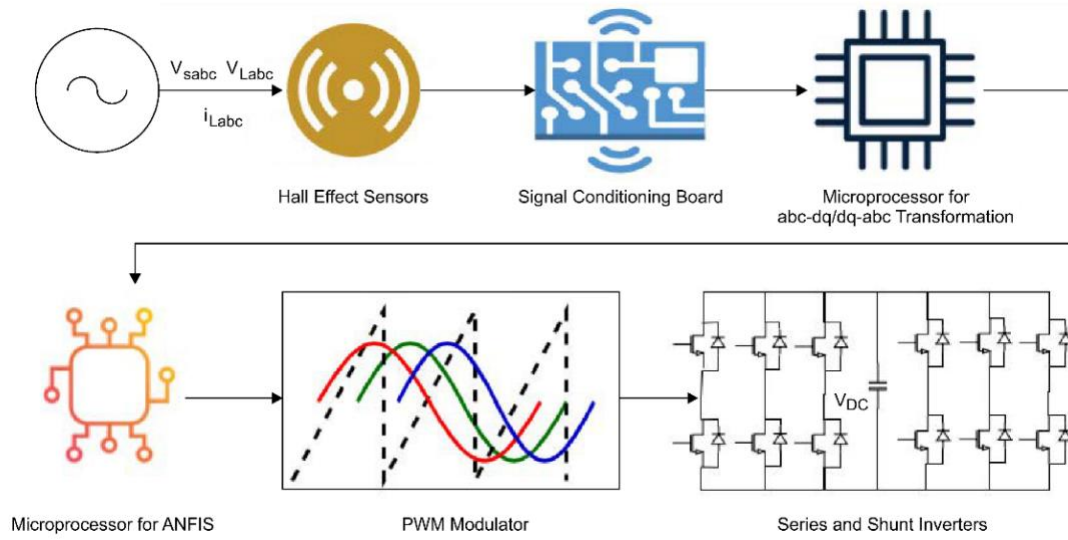 V_sabc V_Labc
i_Labc
Hall Effect Sensors
Signal Conditioning Board
Microprocessor for
abc-dq/dq-abc Transformation
V_DC
Microprocessor for ANFIS
PWM Modulator
Series and Shunt Inverters